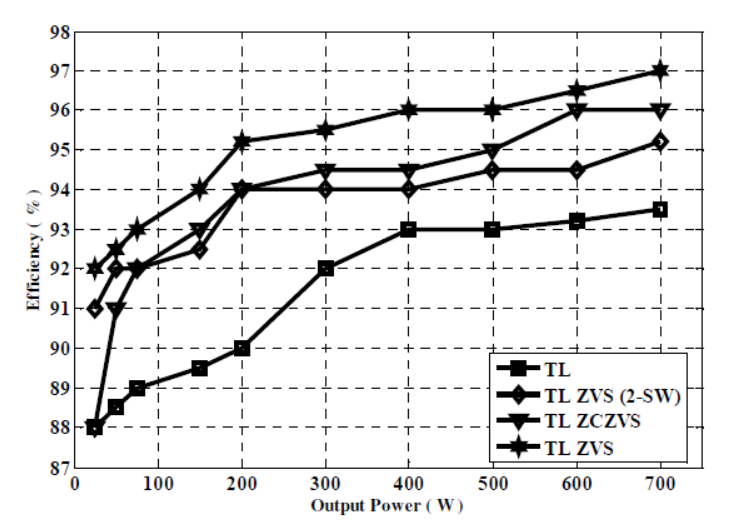 98
97
96
95
94
93
92
91
90
89
88
87
Efficiency ( % )
0 100 200 300 400 500 600 700
Output Power ( W )
TL
TL ZVS (2-SW)
TL ZCZVS
TL ZVS